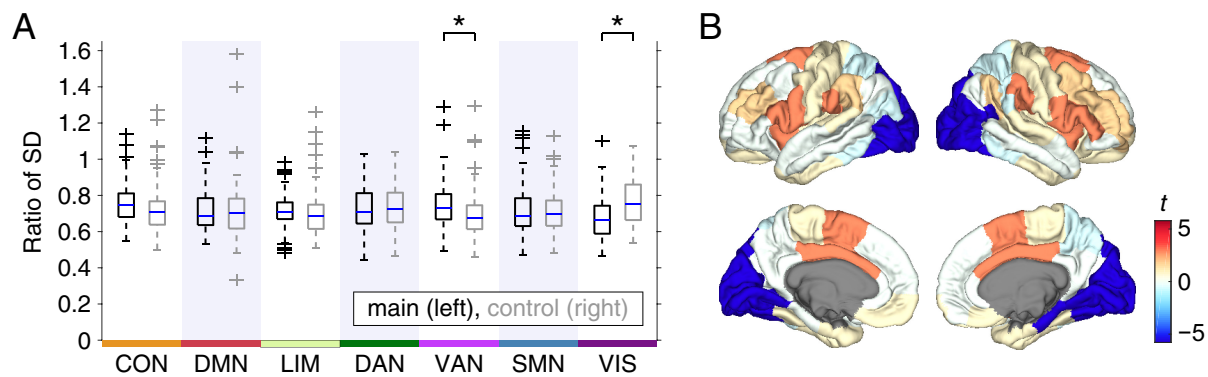 A
Ratio of SD
1.6
1.4
1.2
1
0.8
0.6
0.4
0.2
0
* *
main (left), control (right)
CON DMN LIM DAN VAN SMN VIS
B
t
5
0
−5